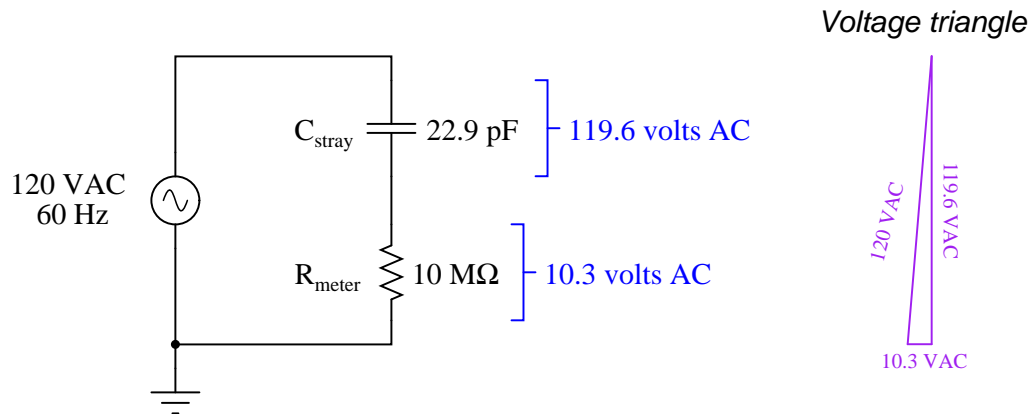 Voltage triangle
C_stray
22.9 pF
119.6 volts AC
120 VAC
60 Hz
R_meter
10 MΩ
10.3 volts AC
120 VAC
119.6 VAC
10.3 VAC